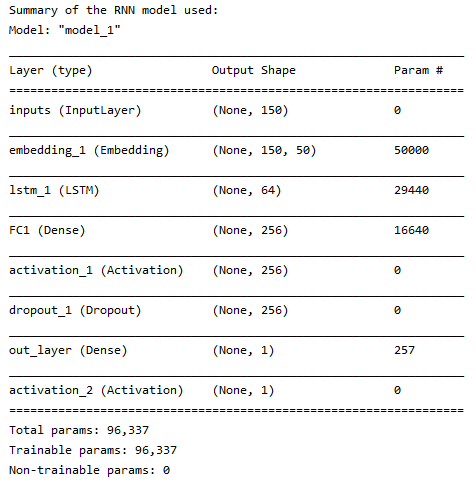 Summary of the RNN model used:
Model: "model_1"
Layer (type) Output Shape Param #
inputs (InputLayer) (None, 150) 0
embedding_1 (Embedding) (None, 150, 50) 50000
lstm_1 (LSTM) (None, 64) 29440
FC1 (Dense) (None, 256) 16640
activation_1 (Activation) (None, 256) 0
dropout_1 (Dropout) (None, 256) 0
out_layer (Dense) (None, 1) 257
activation_2 (Activation) (None, 1) 0
Total params: 96,337
Trainable params: 96,337
Non-trainable params: 0